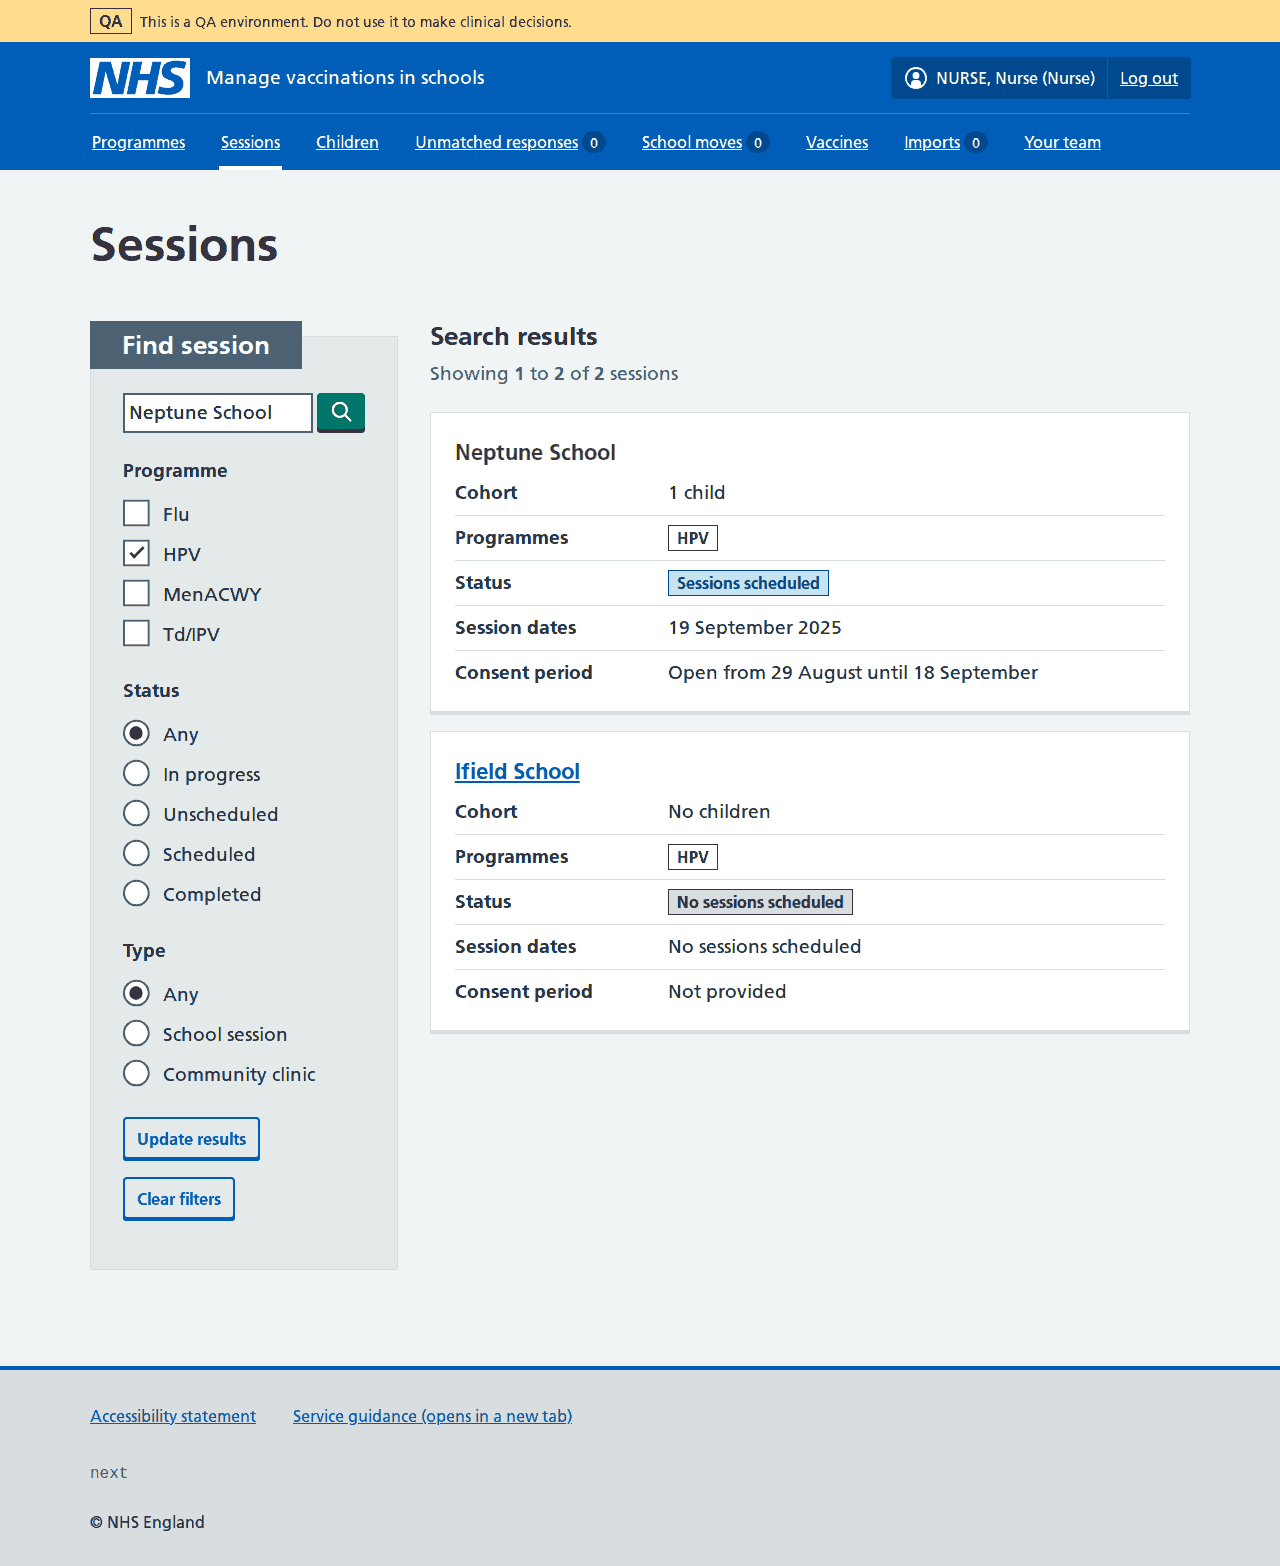 QA This is a QA environment. Do not use it to make clinical decisions.
NHS Manage vaccinations in schools NURSE, Nurse (Nurse) Log out
Programmes Sessions Children Unmatched responses 0 School moves 0 Vaccines Imports 0 Your team
Sessions
Find session
Neptune School
Programme
Flu
HPV
MenACWY
Td/IPV
Status
Any
In progress
Unscheduled
Scheduled
Completed
Type
Any
School session
Community clinic
Update results
Clear filters
Search results
Showing 1 to 2 of 2 sessions
Neptune School
Cohort 1 child
Programmes HPV
Status Sessions scheduled
Session dates 19 September 2025
Consent period Open from 29 August until 18 September
Ifield School
Cohort No children
Programmes HPV
Status No sessions scheduled
Session dates No sessions scheduled
Consent period Not provided
Accessibility statement Service guidance (opens in a new tab)
next
© NHS England